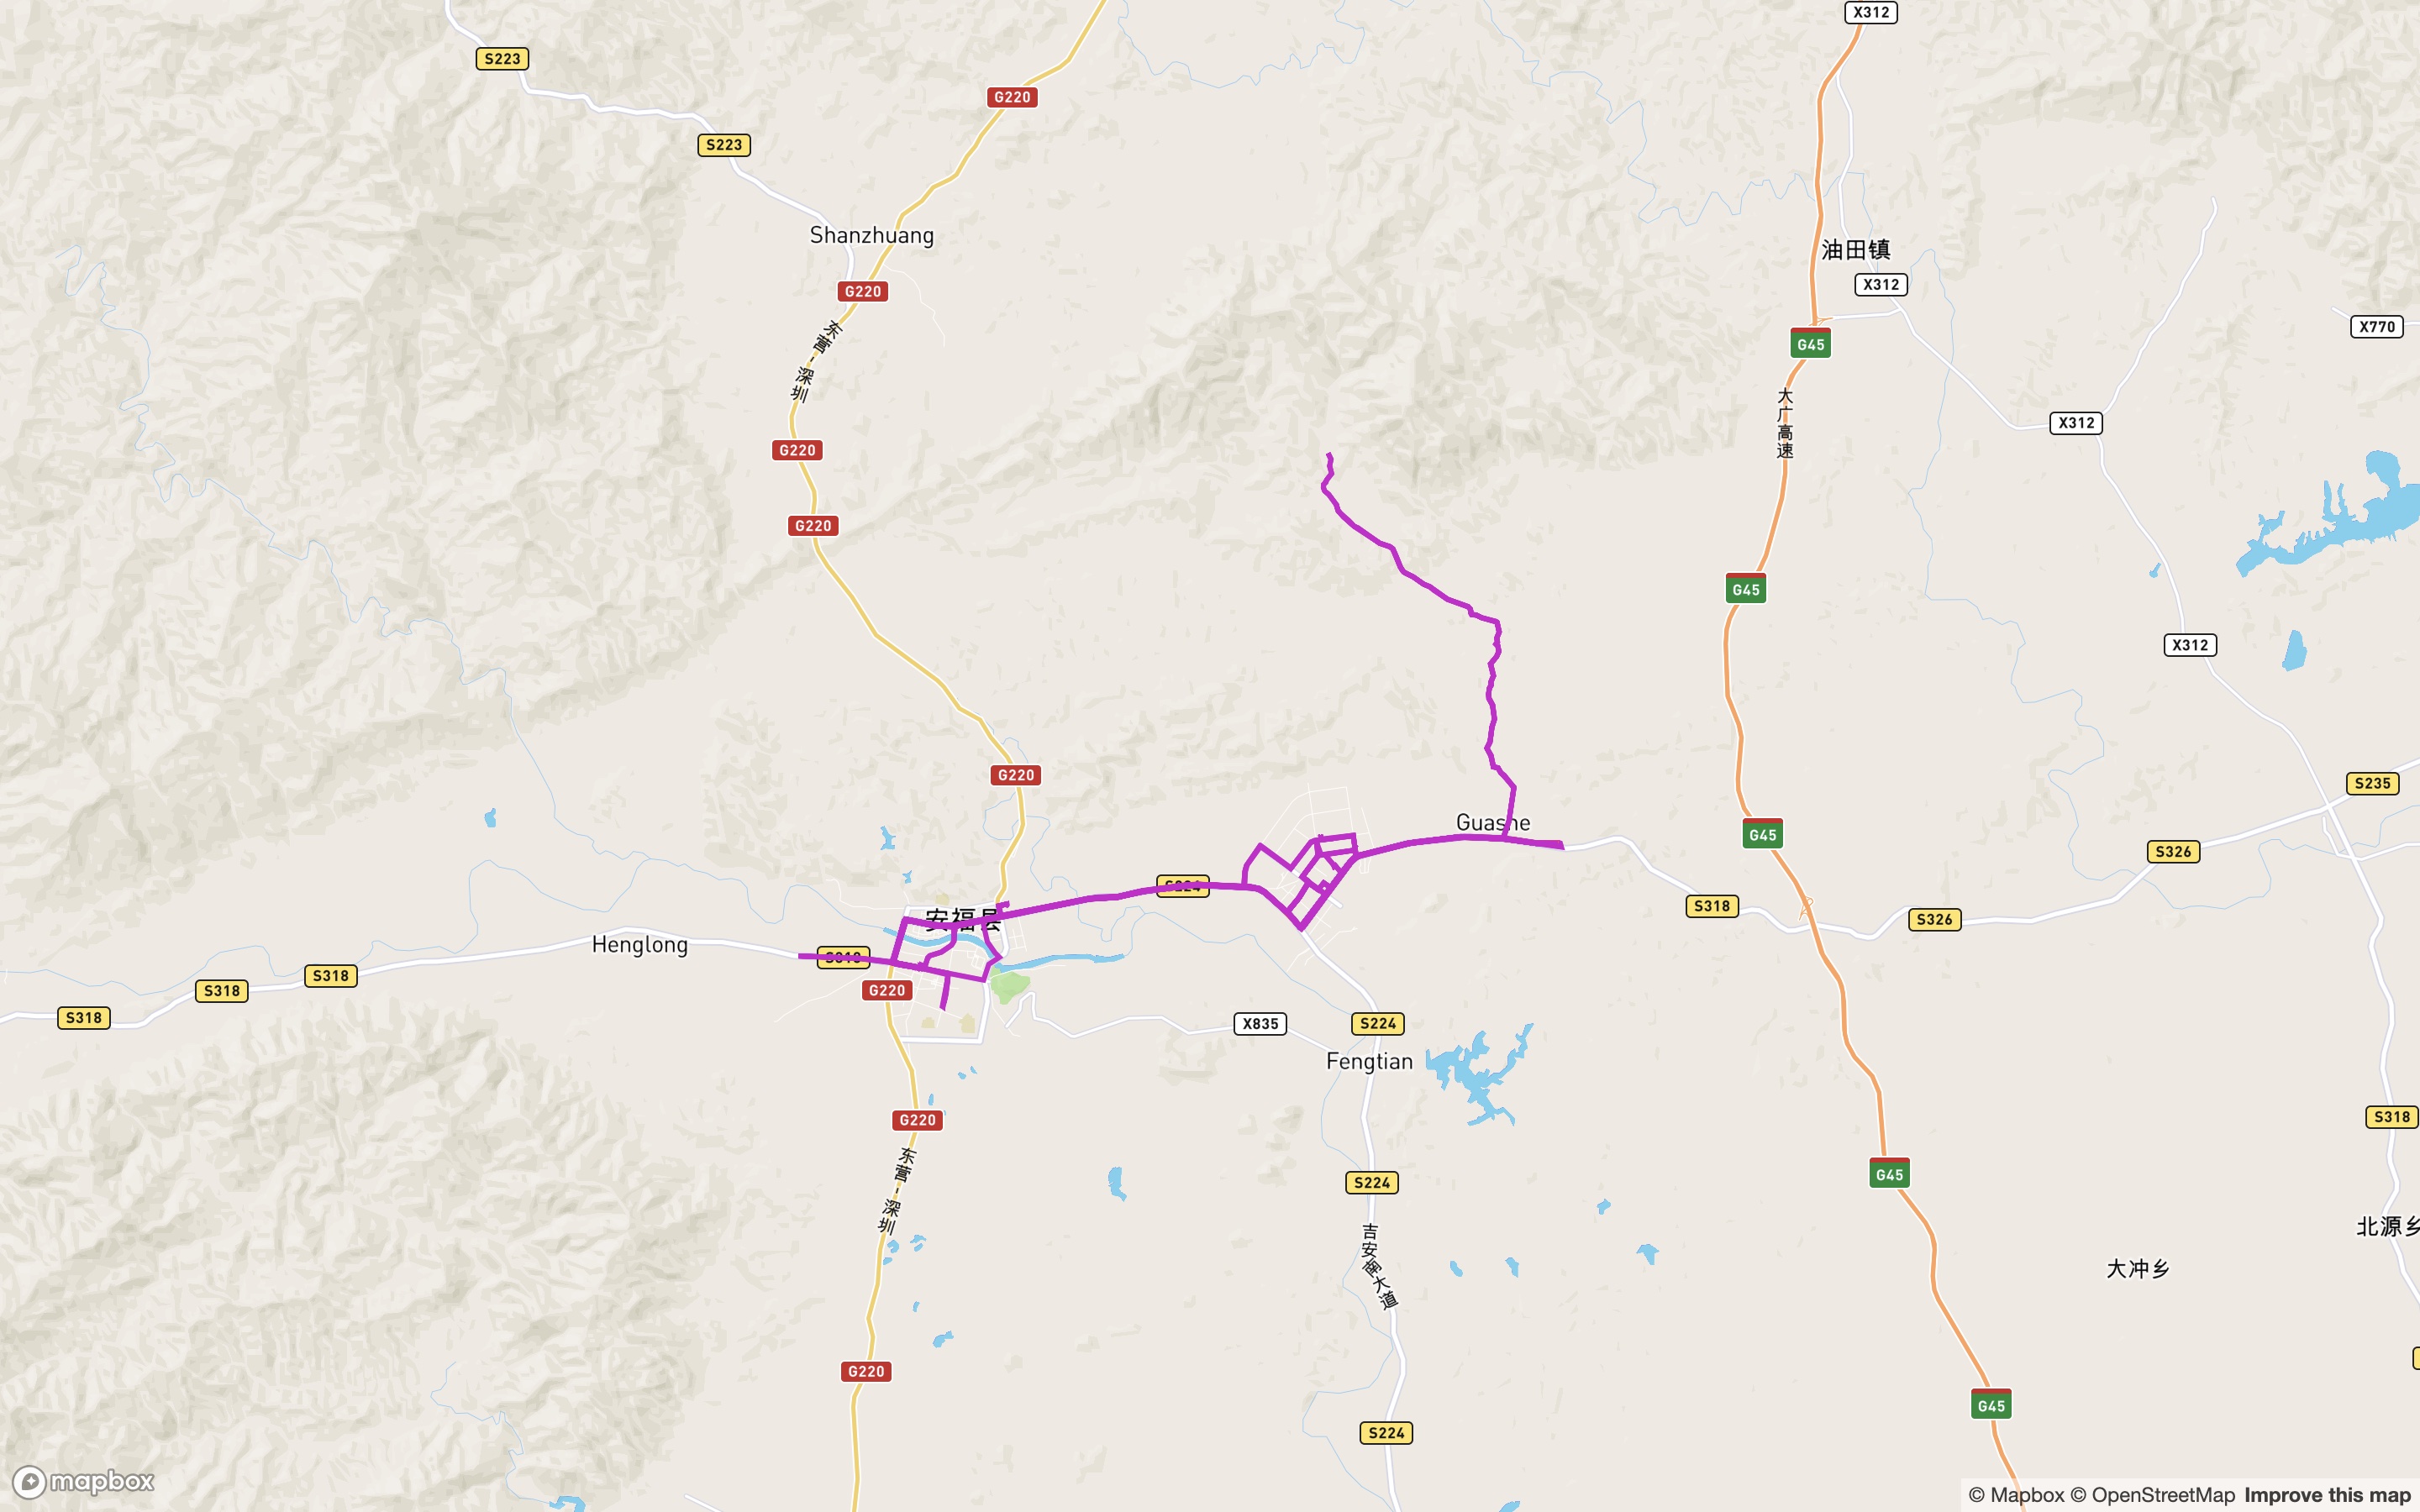 X312
S223
G220
S223
Shanzhuang
油田镇
X312
G220
东营-深圳
X770
G45
大广高速
X312
G220
G220
G45
X312
G220
S235
Guashe
G45
S326
S224
S318
安福县
S326
Henglong
S318
S318
G220
S318
S318
X835
S224
Fengtian
G220
S318
东营-深圳
G45
S224
吉安南大道
北源乡
大冲乡
G220
G45
S224
mapbox
© Mapbox © OpenStreetMap Improve this map